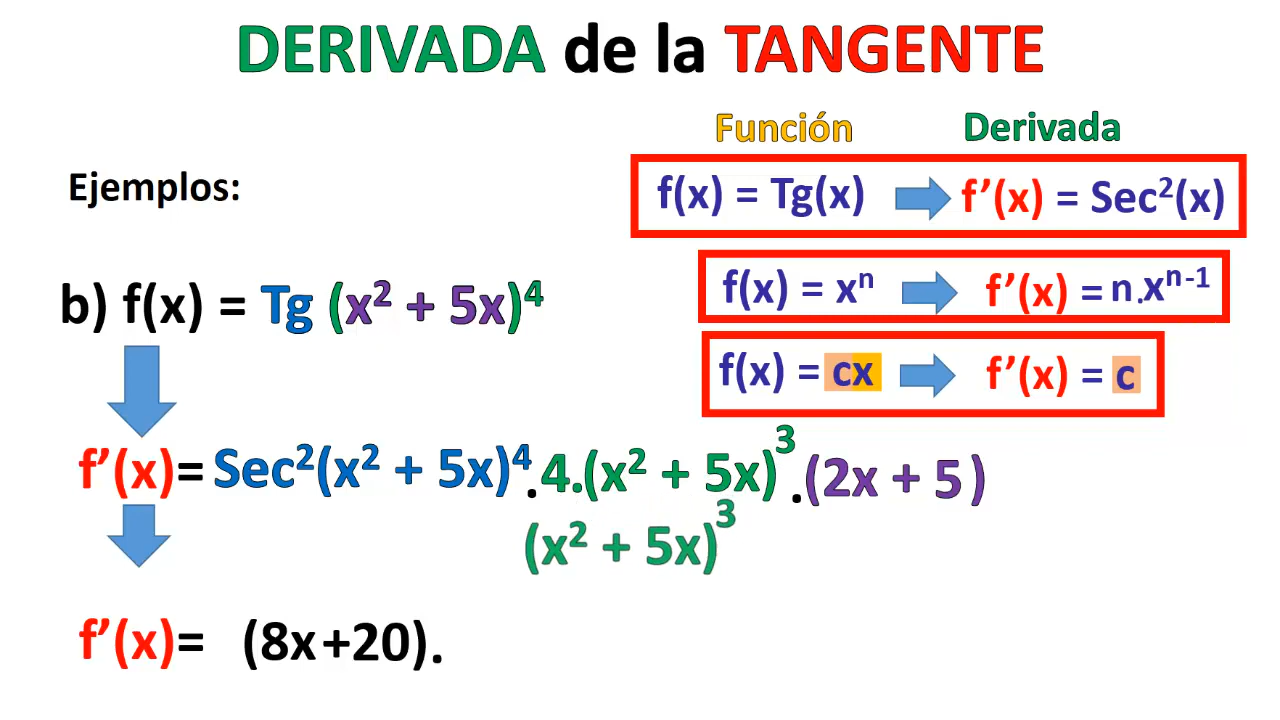 DERIVADA de la TANGENTE
Función Derivada
Ejemplos:
f(x) = Tg(x) f’(x) = Sec²(x)
f(x) = xⁿ f’(x) = n.xⁿ⁻¹
b) f(x) = Tg (x² + 5x)⁴
f(x) = cx f’(x) = c
f’(x)= Sec²(x² + 5x)⁴.4.(x² + 5x)³.(2x + 5)
(x² + 5x)³
f’(x)= (8x+20).